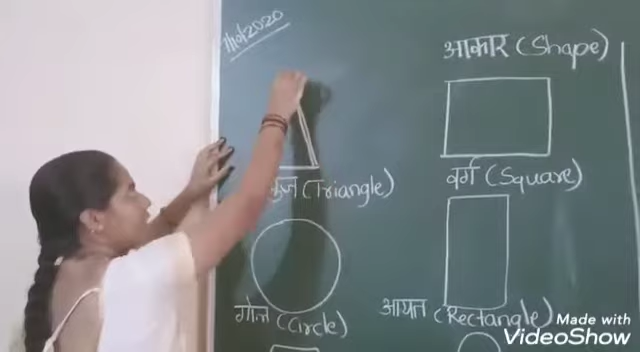 आकार (Shape)
(Triangle)
वर्ग (Square)
गोल (Circle)
आयत (Rectangle)
Made with
VideoShow